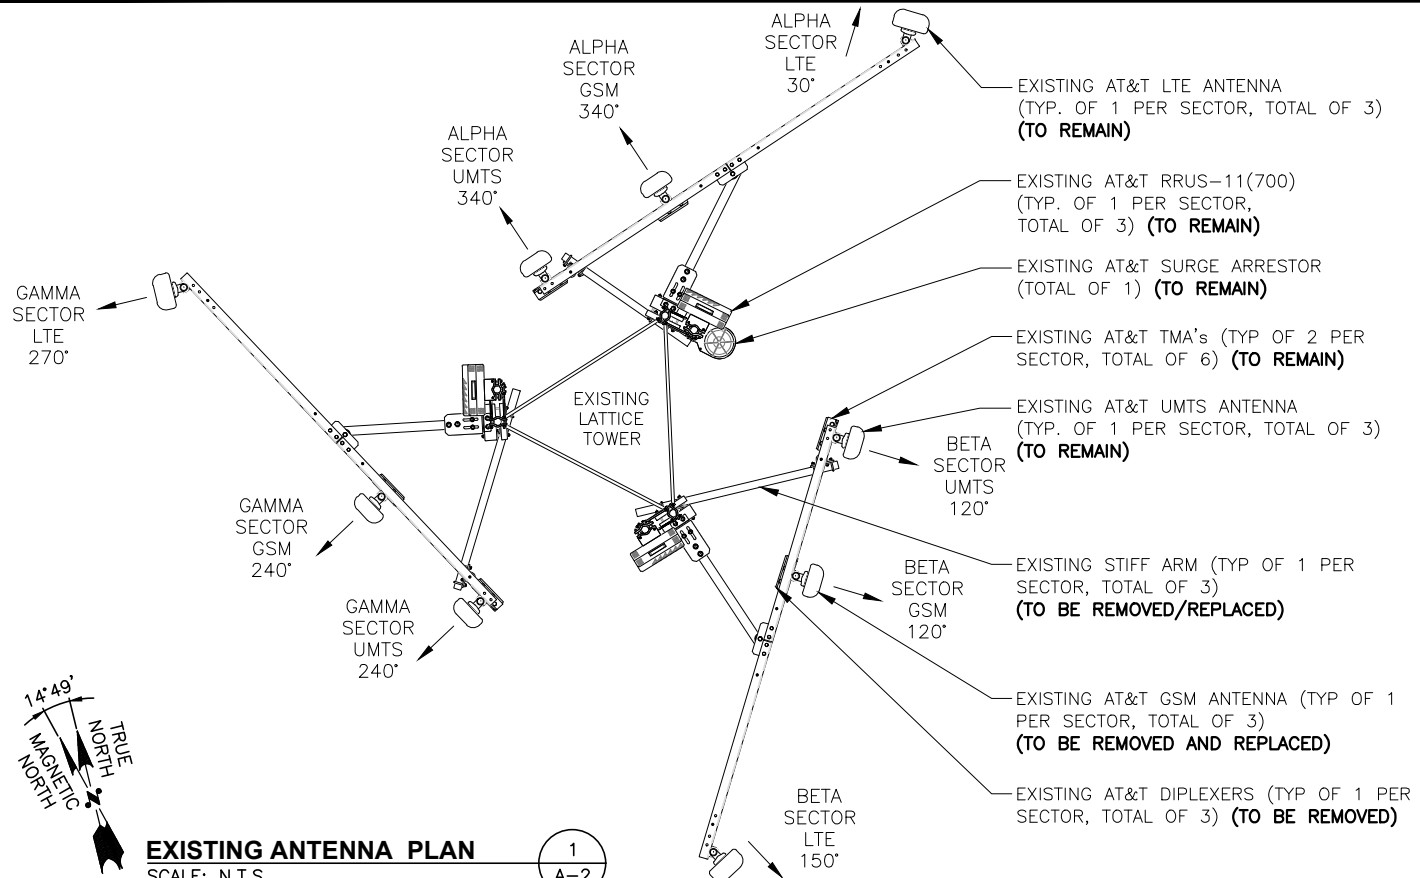 ALPHA
SECTOR
LTE
30°
ALPHA
SECTOR
GSM
340°
ALPHA
SECTOR
UMTS
340°
GAMMA
SECTOR
LTE
270°
GAMMA
SECTOR
GSM
240°
GAMMA
SECTOR
UMTS
240°
EXISTING
LATTICE
TOWER
BETA
SECTOR
UMTS
120°
BETA
SECTOR
GSM
120°
BETA
SECTOR
LTE
150°
EXISTING AT&T LTE ANTENNA
(TYP. OF 1 PER SECTOR, TOTAL OF 3)
(TO REMAIN)
EXISTING AT&T RRUS-11(700)
(TYP. OF 1 PER SECTOR,
TOTAL OF 3) (TO REMAIN)
EXISTING AT&T SURGE ARRESTOR
(TOTAL OF 1) (TO REMAIN)
EXISTING AT&T TMA's (TYP OF 2 PER
SECTOR, TOTAL OF 6) (TO REMAIN)
EXISTING AT&T UMTS ANTENNA
(TYP. OF 1 PER SECTOR, TOTAL OF 3)
(TO REMAIN)
EXISTING STIFF ARM (TYP OF 1 PER
SECTOR, TOTAL OF 3)
(TO BE REMOVED/REPLACED)
EXISTING AT&T GSM ANTENNA (TYP OF 1
PER SECTOR, TOTAL OF 3)
(TO BE REMOVED AND REPLACED)
EXISTING AT&T DIPLEXERS (TYP OF 1 PER
SECTOR, TOTAL OF 3) (TO BE REMOVED)
14°49'
TRUE
NORTH
MAGNETIC
NORTH
N
EXISTING ANTENNA PLAN
SCALE: N.T.S
1
A-2